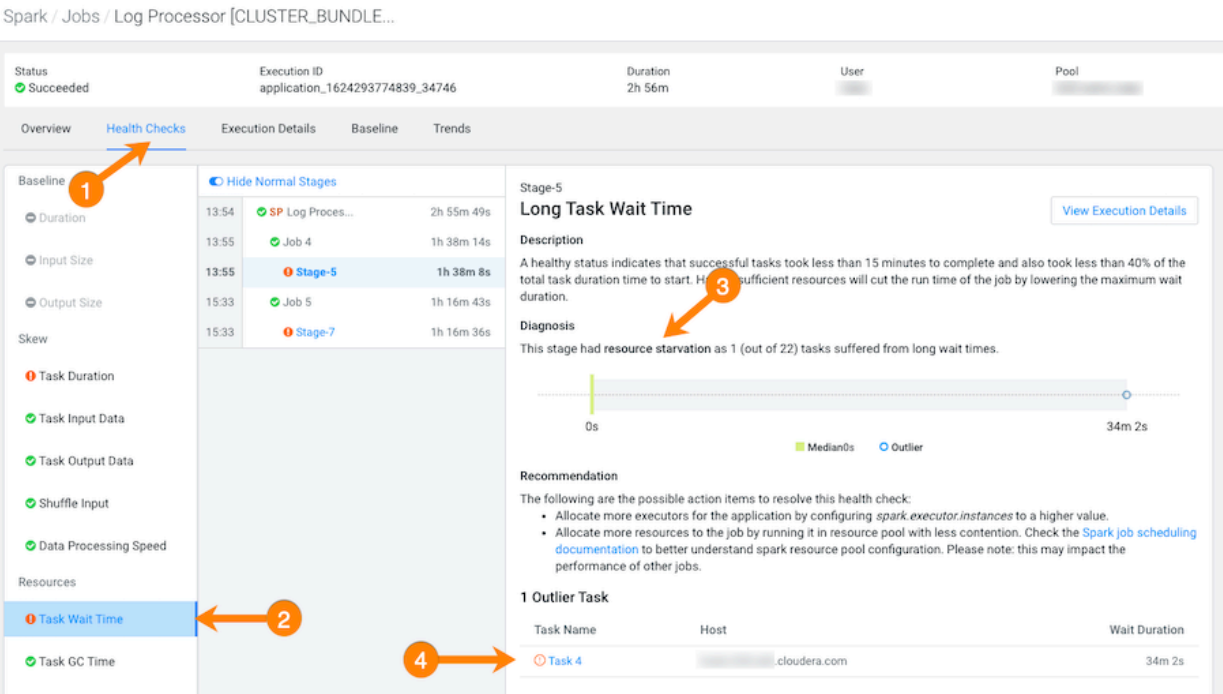 Spark / Jobs / Log Processor [CLUSTER_BUNDLE...
Status
Execution ID
Duration
User
Pool
Succeeded
application_1624293774839_34746
2h 56m
Overview
Health Checks
Execution Details
Baseline
Trends
1
Baseline
Duration
Input Size
Output Size
Skew
Task Duration
Task Input Data
Task Output Data
Shuffle Input
Data Processing Speed
Resources
Task Wait Time
2
Task GC Time
Hide Normal Stages
13:54 SP Log Proces... 2h 55m 49s
13:55 Job 4 1h 38m 14s
13:55 Stage-5 1h 38m 8s
15:33 Job 5 1h 16m 43s
15:33 Stage-7 1h 16m 36s
Stage-5
Long Task Wait Time
View Execution Details
Description
A healthy status indicates that successful tasks took less than 15 minutes to complete and also took less than 40% of the
total task duration time to start. sufficient resources will cut the run time of the job by lowering the maximum wait
duration.
3
Diagnosis
This stage had resource starvation as 1 (out of 22) tasks suffered from long wait times.
0s
34m 2s
Median0s
Outlier
Recommendation
The following are the possible action items to resolve this health check:
• Allocate more executors for the application by configuring spark.executor.instances to a higher value.
• Allocate more resources to the job by running it in resource pool with less contention. Check the Spark job scheduling
documentation to better understand spark resource pool configuration. Please note: this may impact the
performance of other jobs.
1 Outlier Task
Task Name
Host
Wait Duration
4
Task 4
.cloudera.com
34m 2s